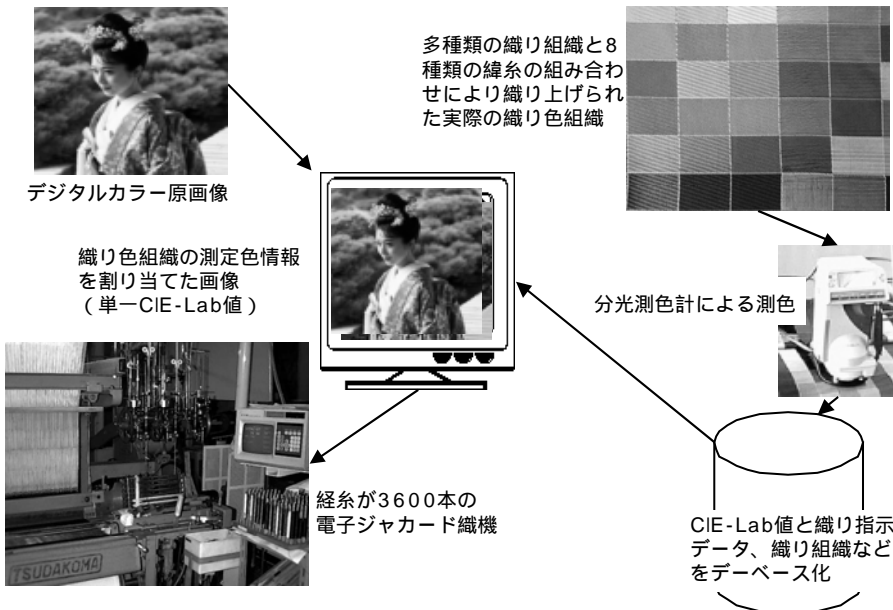 多種類の織り組織と8
種類の緯糸の組み合わ
せにより織り上げられ
た実際の織り色組織
デジタルカラー原画像
織り色組織の測定色情報
を割り当てた画像
(単一CIE-Lab値)
分光測色計による測色
経糸が3600本の
電子ジャカード織機
CIE-Lab値と織り指示
データ、織り組織など
をデーベース化
TSUDAKOMA